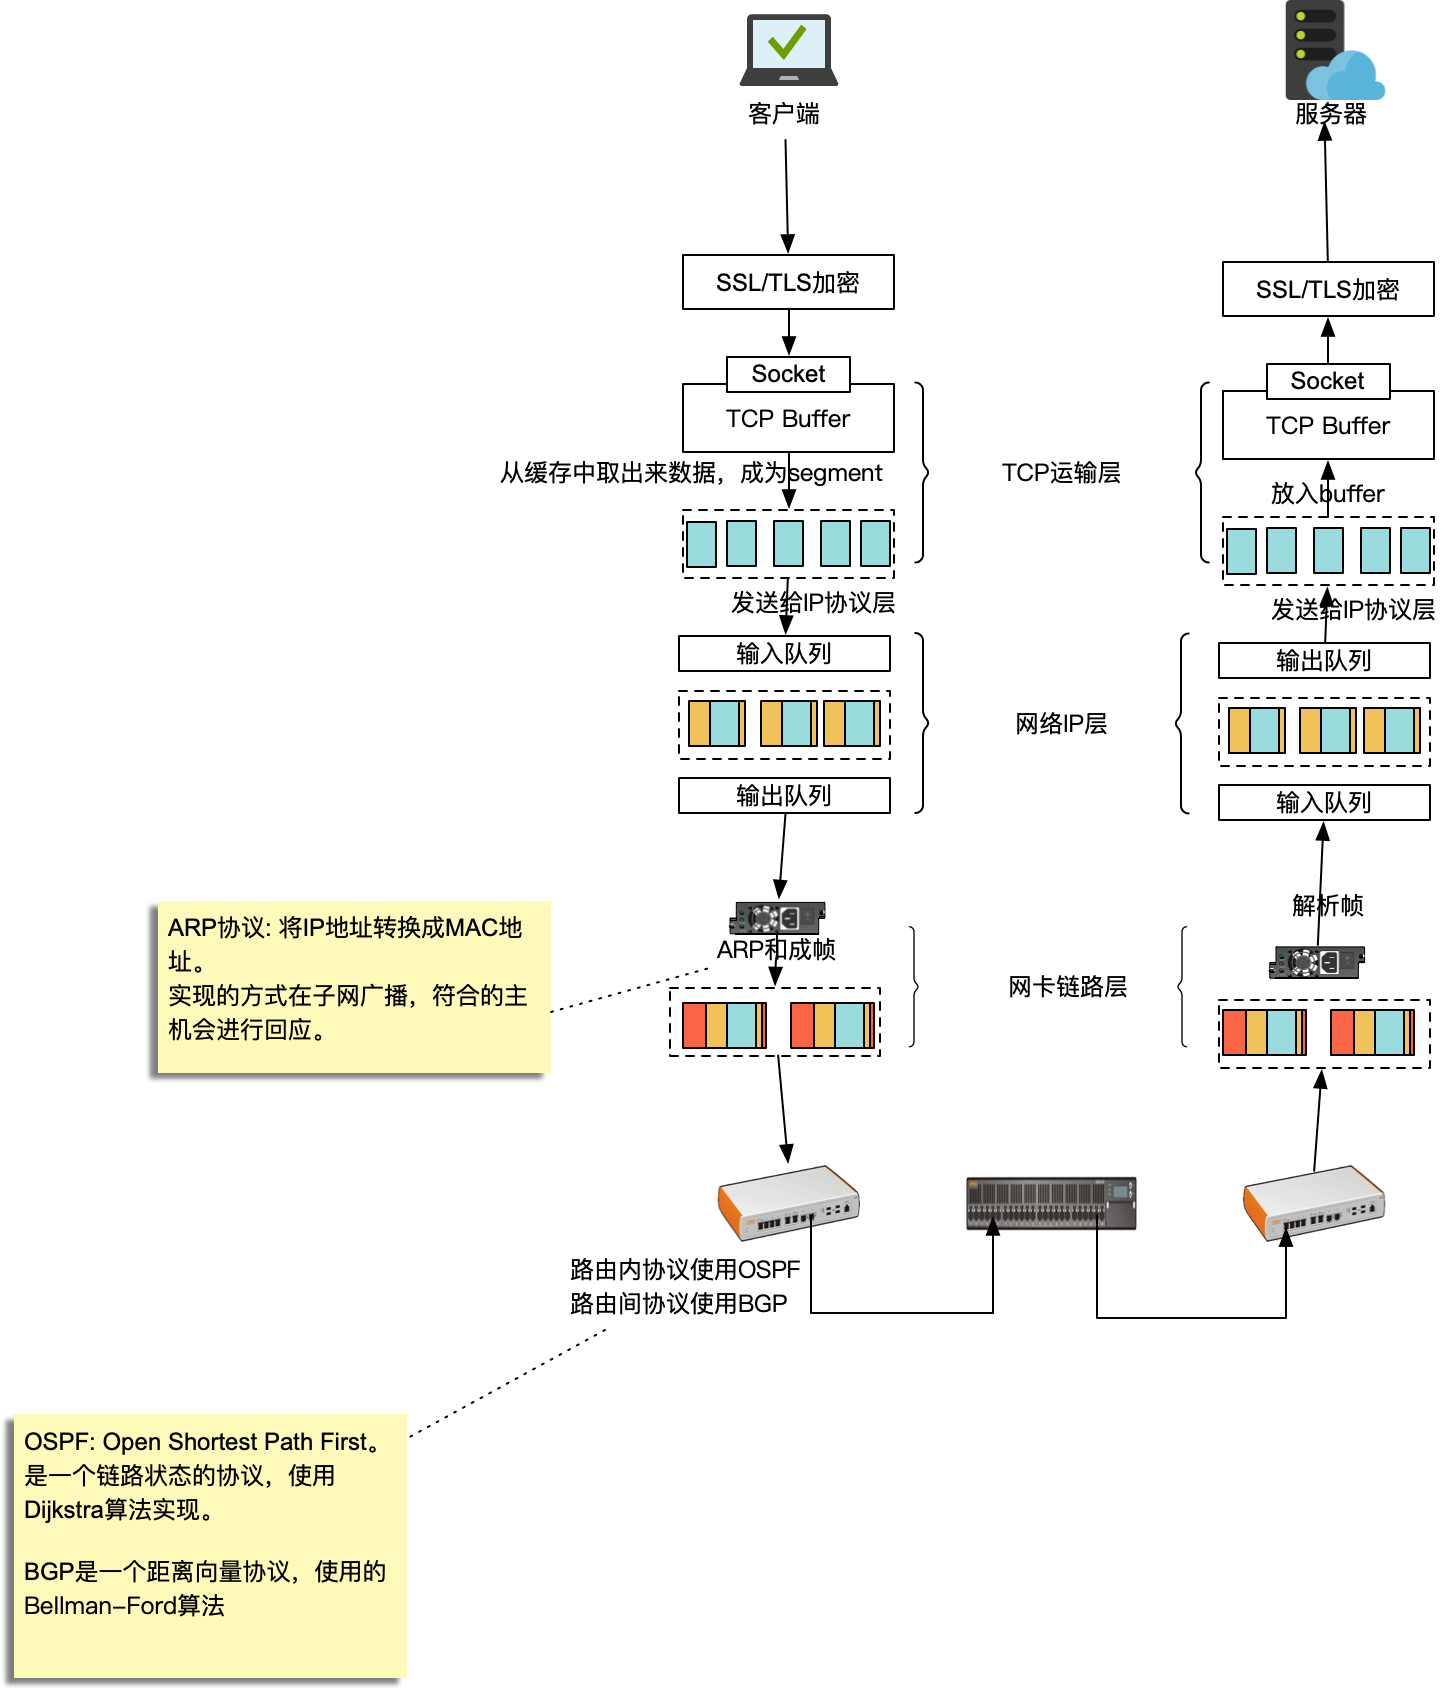 客户端
服务器
SSL/TLS加密
SSL/TLS加密
Socket
TCP Buffer
Socket
TCP Buffer
从缓存中取出来数据，成为segment
TCP运输层
放入buffer
发送给IP协议层
发送给IP协议层
输入队列
输出队列
网络IP层
输出队列
输入队列
解析帧
ARP协议: 将IP地址转换成MAC地
址。
实现的方式在子网广播，符合的主
机会进行回应。
ARP和成帧
网卡链路层
路由内协议使用OSPF
路由间协议使用BGP
OSPF: Open Shortest Path First。
是一个链路状态的协议，使用
Dijkstra算法实现。
BGP是一个距离向量协议，使用的
Bellman-Ford算法